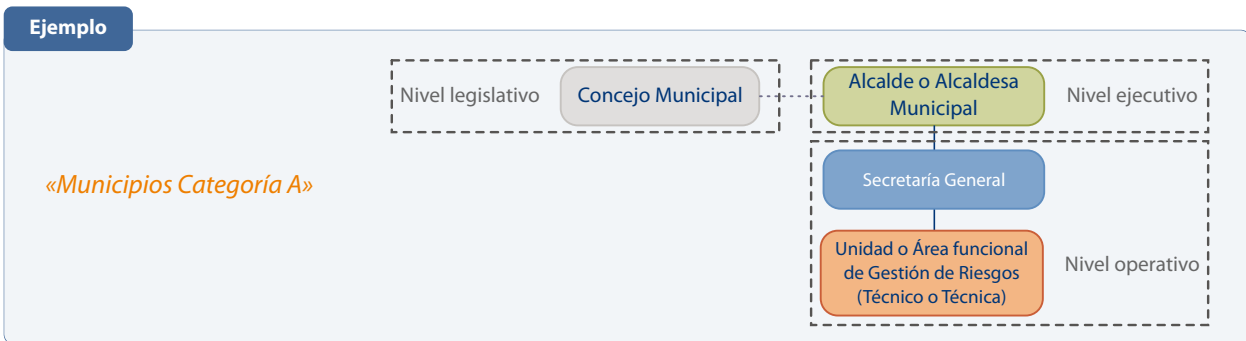 Ejemplo
Nivel legislativo
Concejo Municipal
Alcalde o Alcaldesa
Municipal
Nivel ejecutivo
«Municipios Categoría A»
Secretaría General
Unidad o Área funcional
de Gestión de Riesgos
(Técnico o Técnica)
Nivel operativo